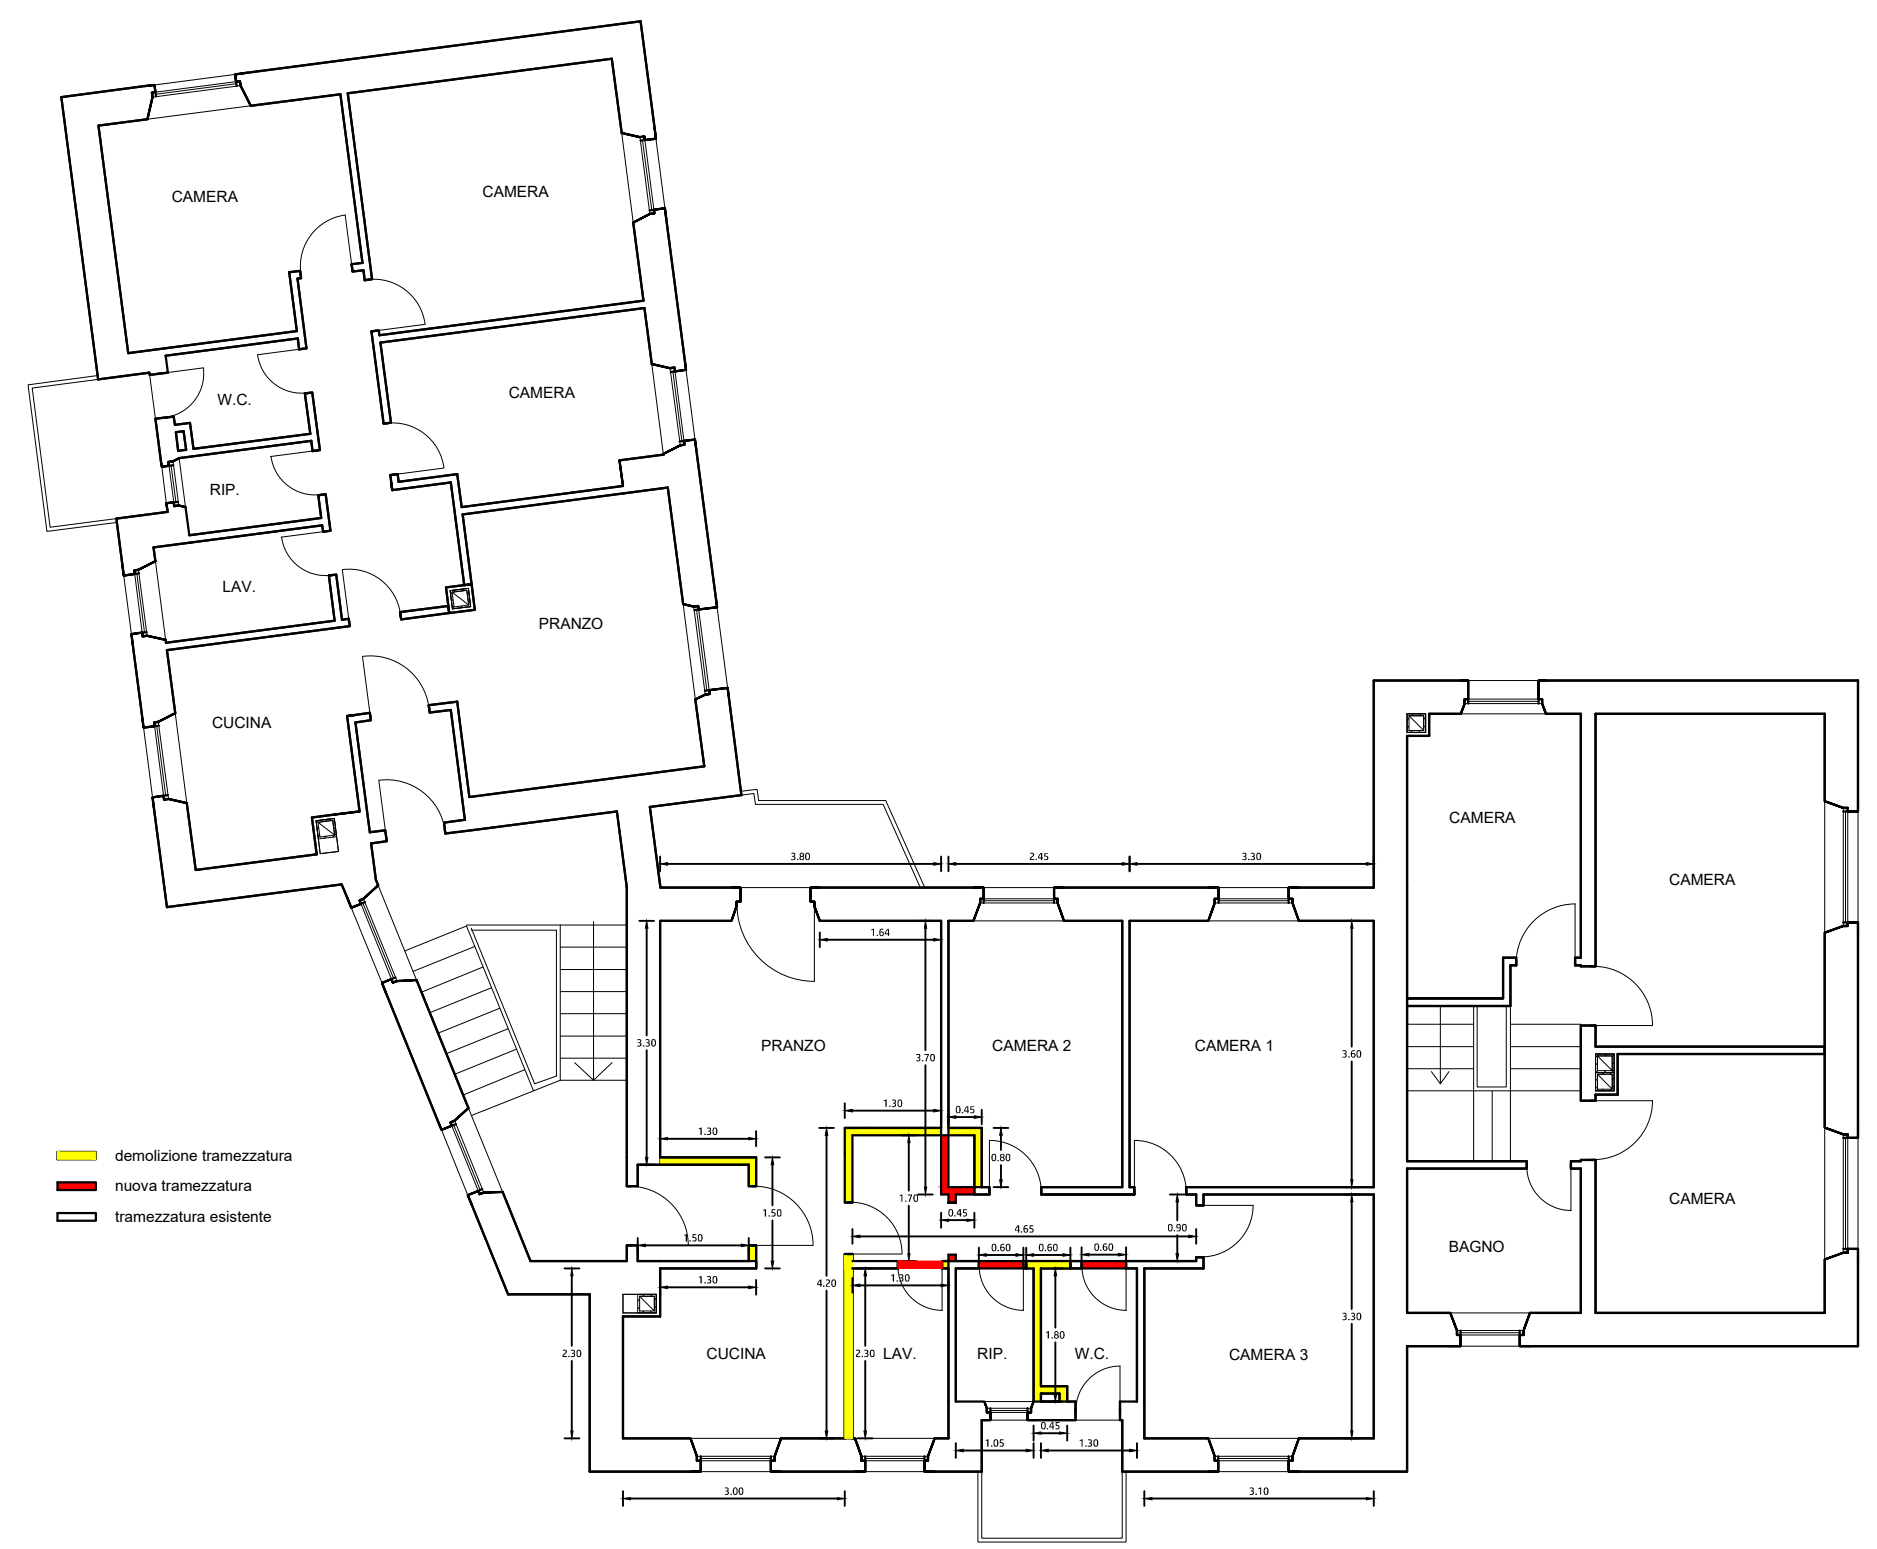 CAMERA
CAMERA
CAMERA
W.C.
RIP.
LAV.
PRANZO
CUCINA
CAMERA
CAMERA
CAMERA
BAGNO
3.80
2.45
3.30
1.64
3.30
PRANZO
3.70
CAMERA 2
CAMERA 1
3.60
1.30
0.45
1.30
0.80
1.70
1.50
0.45
4.65
0.90
1.50
0.60
0.60
0.60
1.30
4.20
1.30
3.30
2.30
CUCINA
2.30
LAV.
RIP.
1.80
W.C.
CAMERA 3
0.45
1.05
1.30
3.00
3.10
demolizione tramezzatura
nuova tramezzatura
tramezzatura esistente